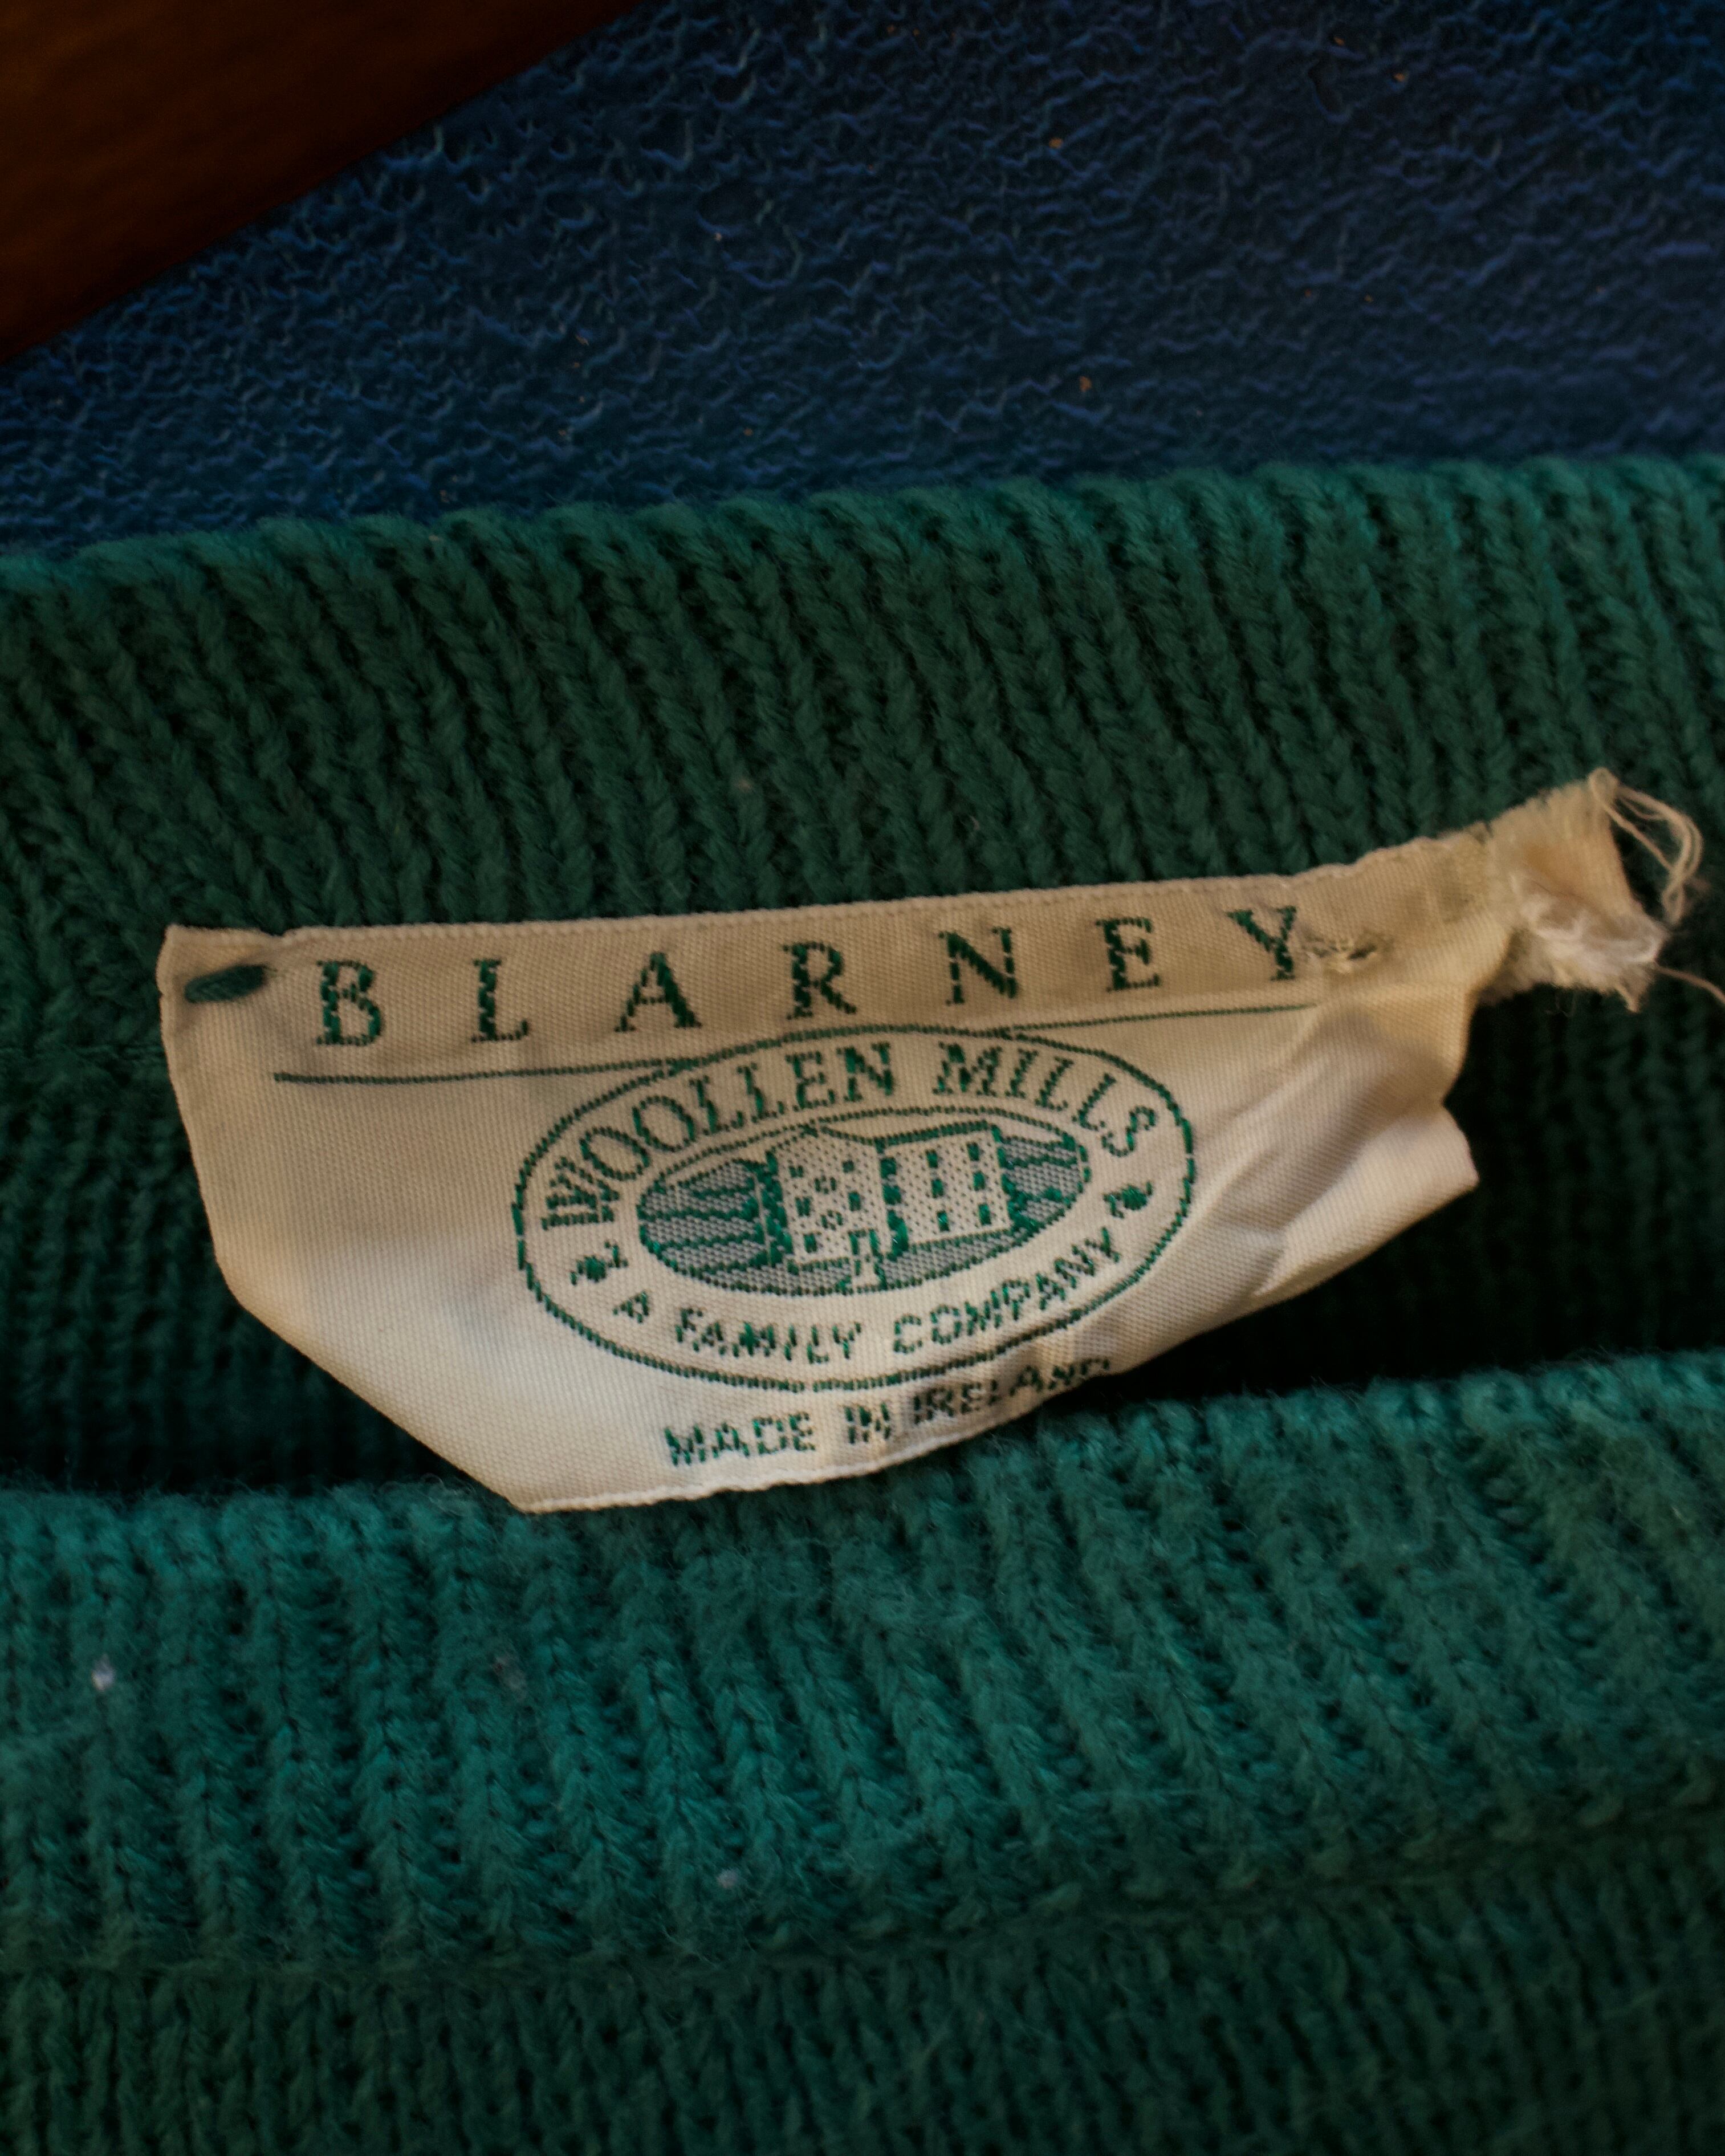 BLARNEY
WOOLLEN MILLS
A FAMILY COMPANY
MADE IN IRELAND